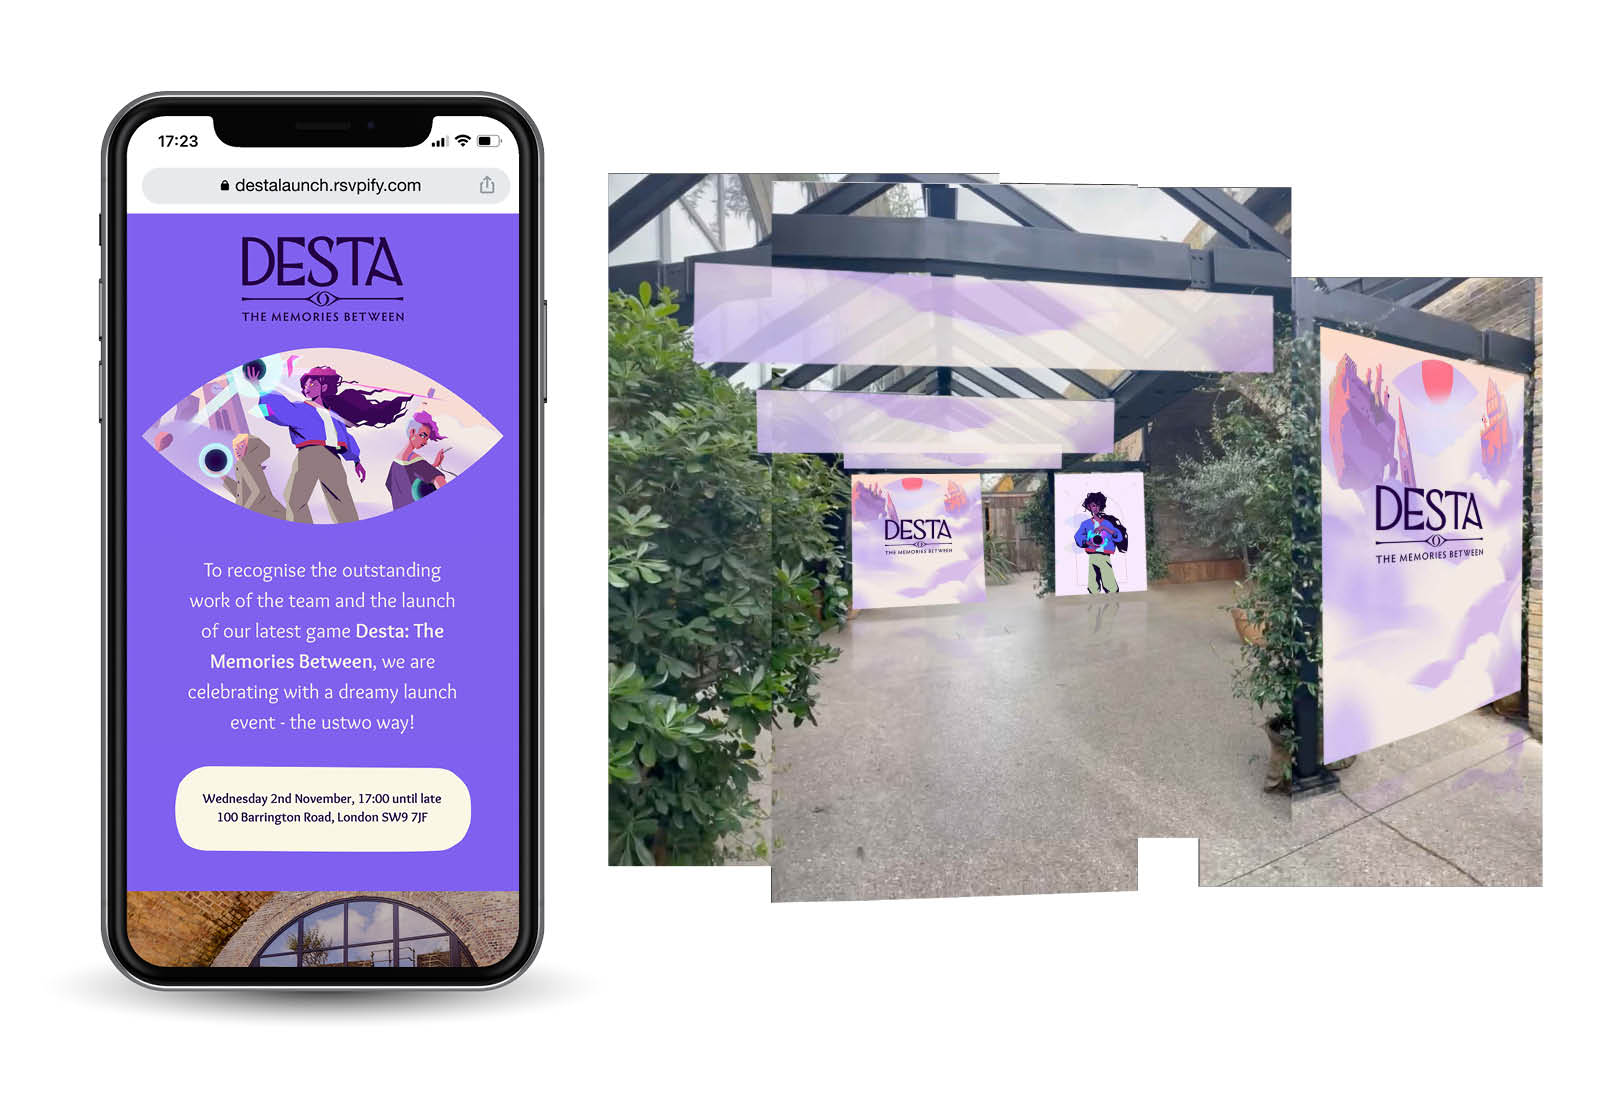 17:23
destalaunch.rsvpify.com
DESTA
THE MEMORIES BETWEEN
To recognise the outstanding
work of the team and the launch
of our latest game Desta: The
Memories Between, we are
celebrating with a dreamy launch
event - the ustwo way!
Wednesday 2nd November, 17:00 until late
100 Barrington Road, London SW9 7JF
DESTA
THE MEMORIES BETWEEN
DESTA
THE MEMORIES BETWEEN